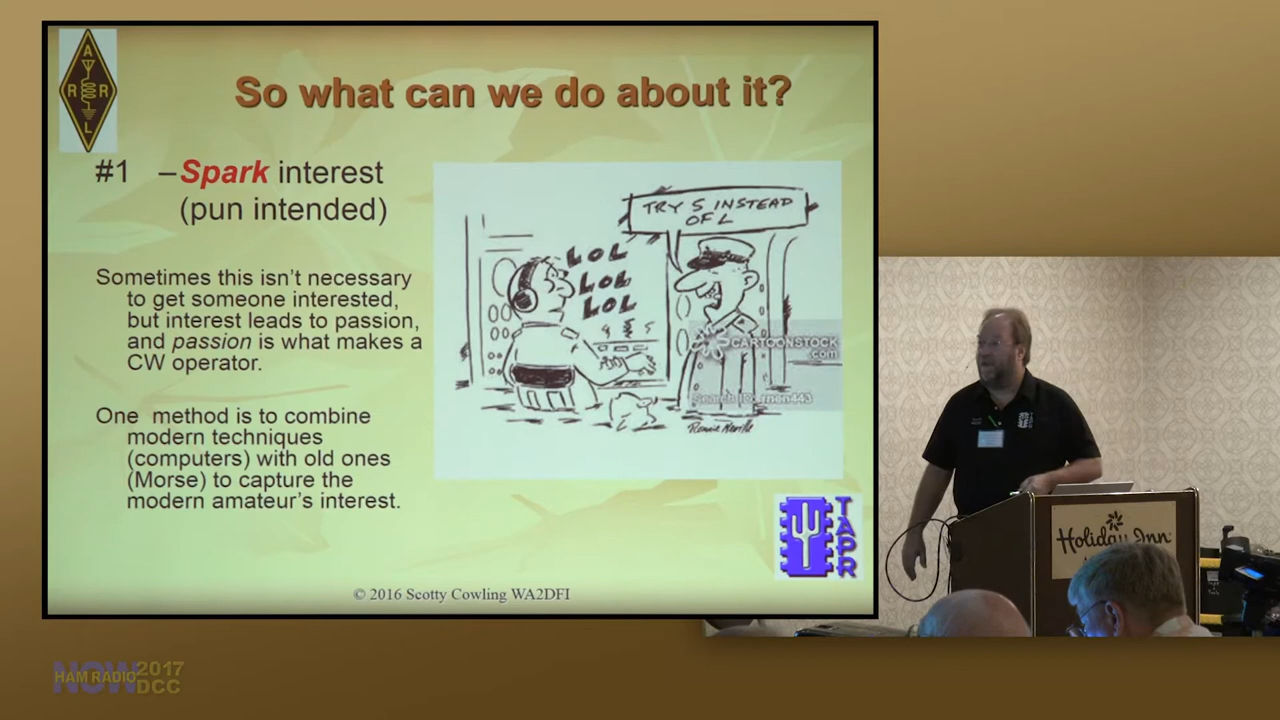 A
R R
L
So what can we do about it?
#1 –Spark interest
(pun intended)
Sometimes this isn't necessary
to get someone interested,
but interest leads to passion,
and passion is what makes a
CW operator.
One method is to combine
modern techniques
(computers) with old ones
(Morse) to capture the
modern amateur's interest.
TRY S INSTEAD
OF L
LOL
LOL
LOL
CARTOONSTOCK
.com
Search ID: rnen443
TAPR
© 2016 Scotty Cowling WA2DFI
Holiday Inn
HAM RADIO
NOW
2017
DCC